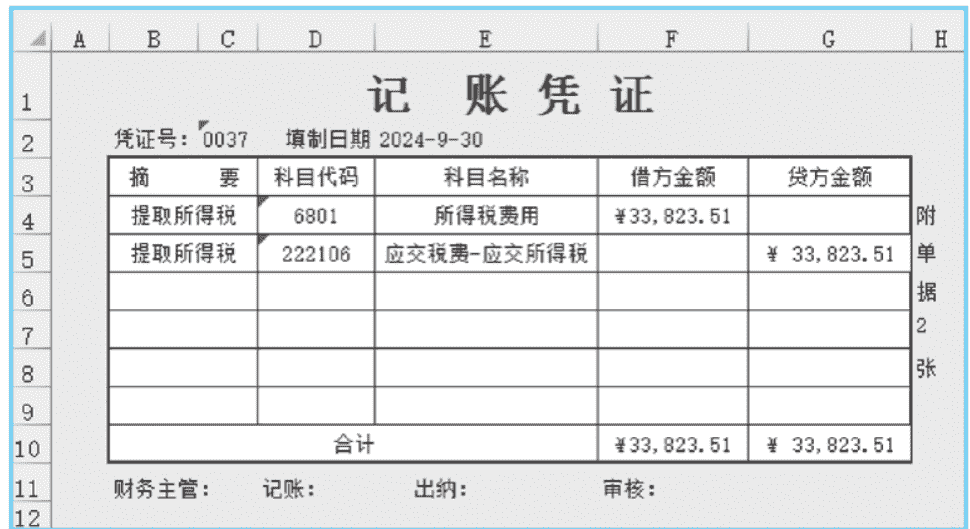 A B C D E F G H
1 记 账 凭 证
2 凭证号: 0037 填制日期 2024-9-30
3 摘 要 科目代码 科目名称 借方金额 贷方金额
4 提取所得税 6801 所得税费用 ¥33,823.51 附
5 提取所得税 222106 应交税费-应交所得税 ¥ 33,823.51 单
6 据
7 2
8 张
9
10 合计 ¥33,823.51 ¥ 33,823.51
11 财务主管: 记账: 出纳: 审核:
12